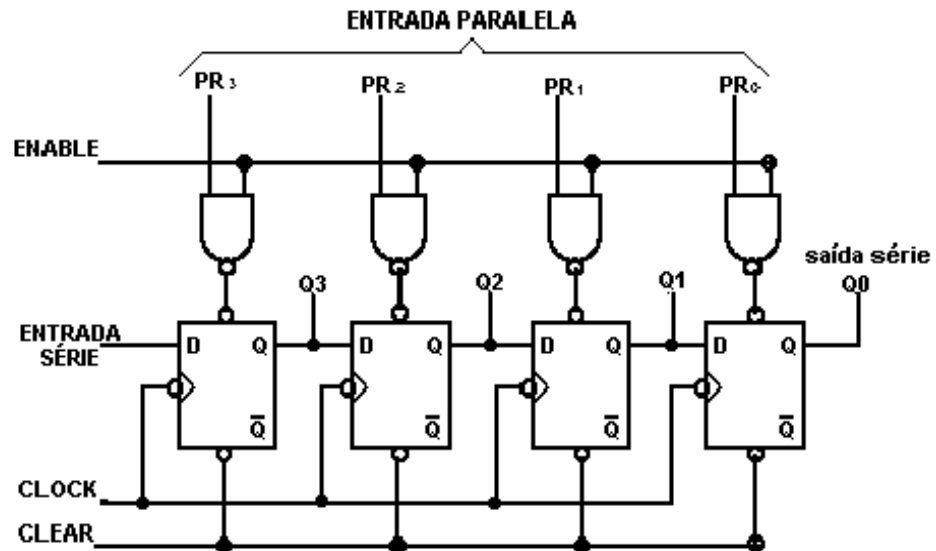 ENTRADA PARALELA
PR3 PR2 PR1 PR0
ENABLE
saída série
Q3 Q2 Q1 Q0
ENTRADA
SÉRIE
D Q D Q D Q D Q
Q̅ Q̅ Q̅ Q̅
CLOCK
CLEAR